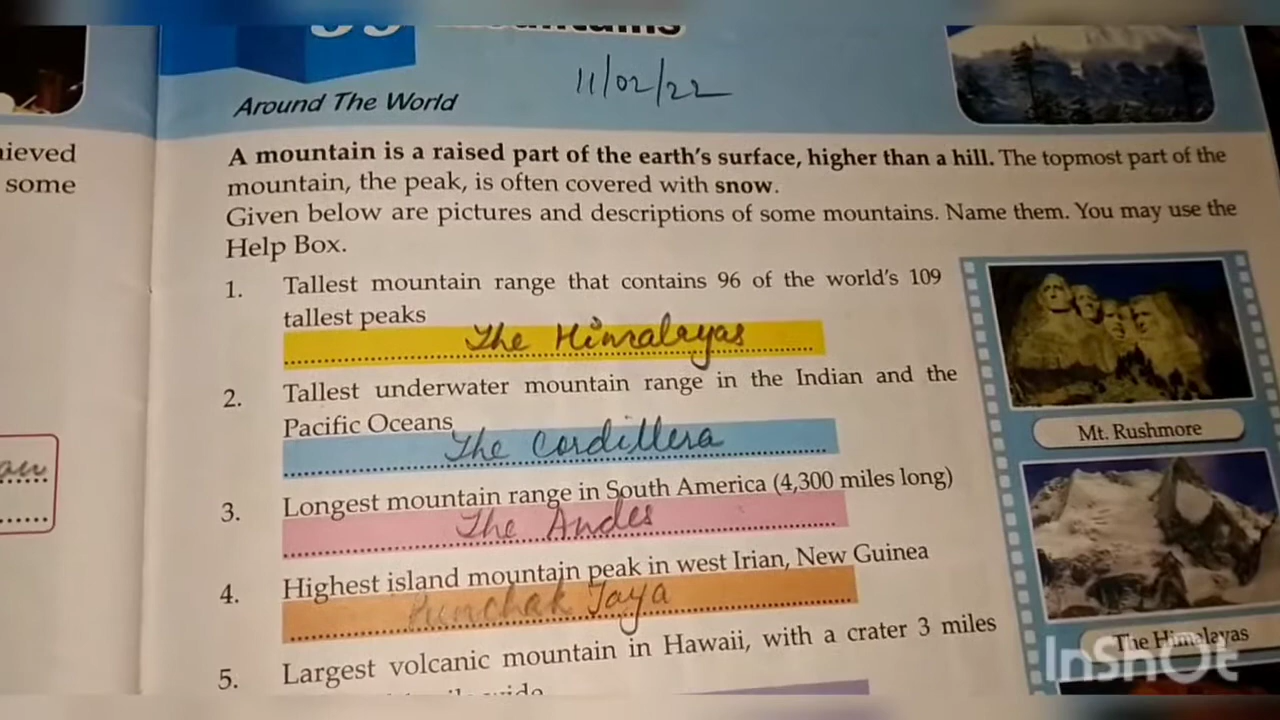 Around The World
11/02/22
ieved
some
A mountain is a raised part of the earth's surface, higher than a hill. The topmost part of the
mountain, the peak, is often covered with snow.
Given below are pictures and descriptions of some mountains. Name them. You may use the
Help Box.
1. Tallest mountain range that contains 96 of the world's 109
tallest peaks
The Himalayas
2. Tallest underwater mountain range in the Indian and the
Pacific Oceans
The Cordillera
3. Longest mountain range in South America (4,300 miles long)
The Andes
4. Highest island mountain peak in west Irian, New Guinea
Punchak Jaya
5. Largest volcanic mountain in Hawaii, with a crater 3 miles
Mt. Rushmore
The Himalayas
InShOt